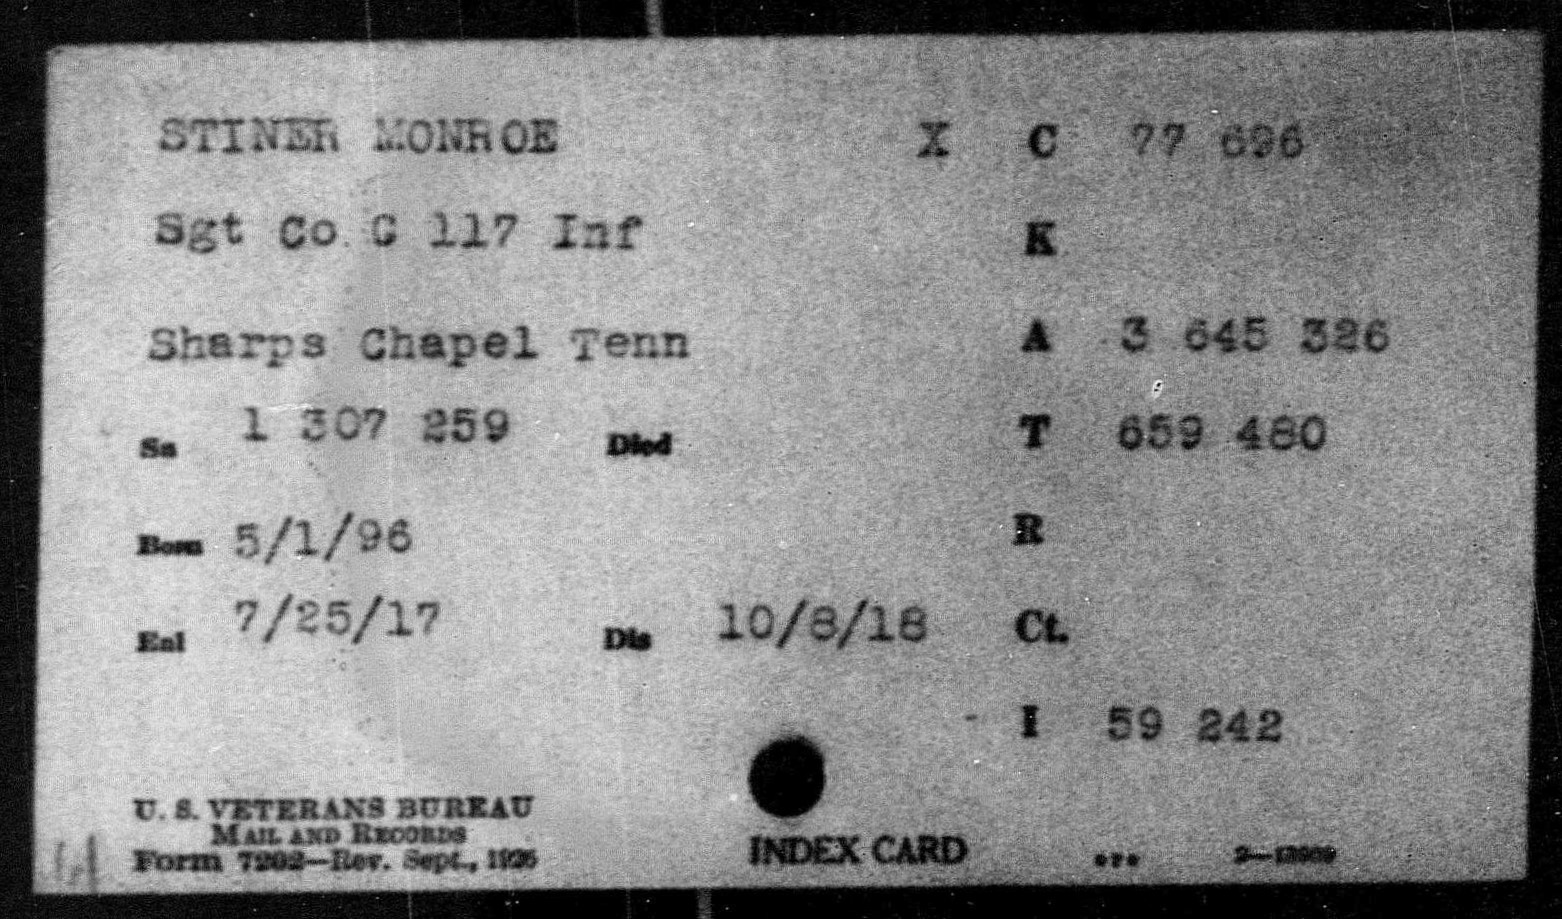 STINER MONROE X C 77 696
Sgt Co C 117 Inf K
Sharps Chapel Tenn A 3 645 326
Sn 1 307 259 Died T 659 480
Born 5/1/96 R
Enl 7/25/17 Dis 10/8/18 Ct.
I 59 242
U. S. VETERANS BUREAU
MAIL AND RECORDS
Form 7202—Rev. Sept., 1926
INDEX CARD